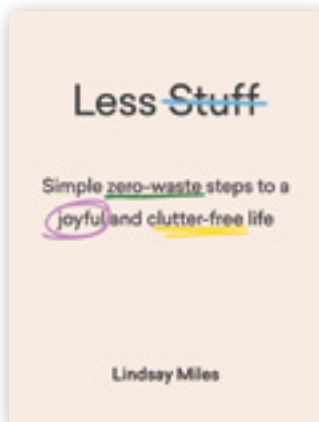 Less Stuff
Simple zero-waste steps to a
joyful and clutter-free life
Lindsay Miles